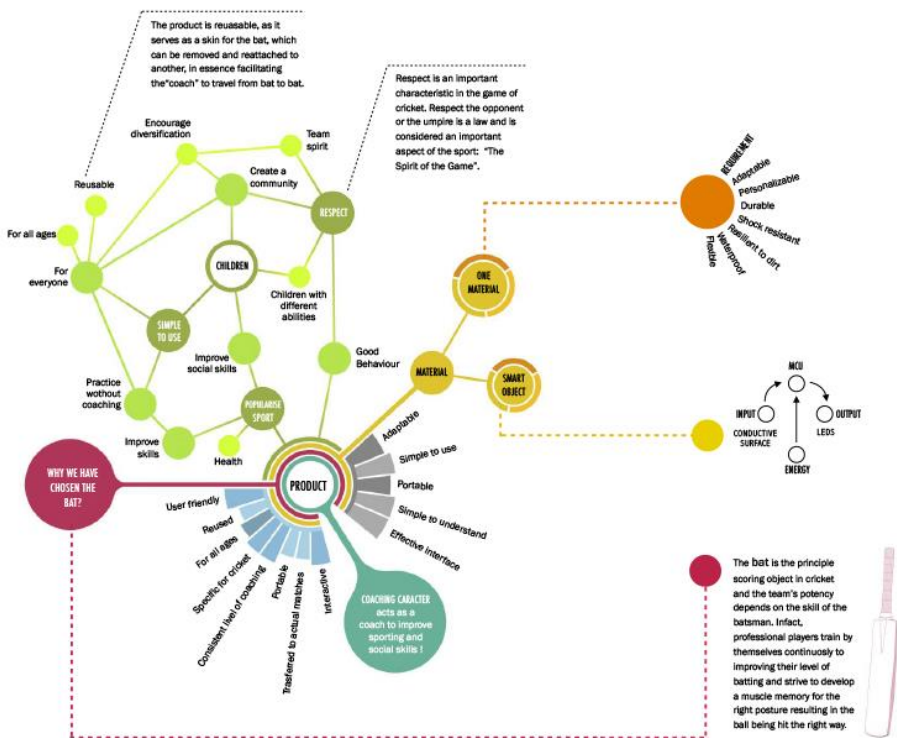 The product is reuasable, as it
serves as a skin for the bat, which
can be removed and reattached to
another, in essence facilitating
the“coach” to travel from bat to bat.
Respect is an important
characteristic in the game of
cricket. Respect the opponent
or the umpire is a law and is
considered an important
aspect of the sport: “The
Spirit of the Game”.
Encourage
diversification
Team
spirit
Create a
community
Reusable
RESPECT
For all ages
For
everyone
CHILDREN
Children with
different
abilities
SIMPLE
TO USE
Improve
social skills
Good
Behaviour
Practice
wothout
coaching
POPULARISE
SPORT
Improve
skills
Health
ONE
MATERIAL
MATERIAL
SMART
OBJECT
REQUIREMENT
Adaptable
Personalizable
Durable
Shock resistant
Resilient to dirt
Waterproof
Flexible
MCU
INPUT
OUTPUT
CONDUCTIVE
SURFACE
LEDS
ENERGY
WHY WE HAVE
CHOSEN THE
BAT?
PRODUCT
Adaptable
Simple to use
Portable
Simple to understand
Effective interface
User friendly
Reused
For all ages
Specific for cricket
Consistent livel of coaching
Portable
Trasferred to actual matches
Interactive
COACHING CARACTER
acts as a
coach to improve
sporting and
social skills !
The bat is the principle
scoring object in cricket
and the team’s potency
depends on the skill of the
batsman. Infact,
professional players train by
themselves continuosly to
improving their level of
batting and strive to develop
a muscle memory for the
right posture resulting in the
ball being hit the right way.